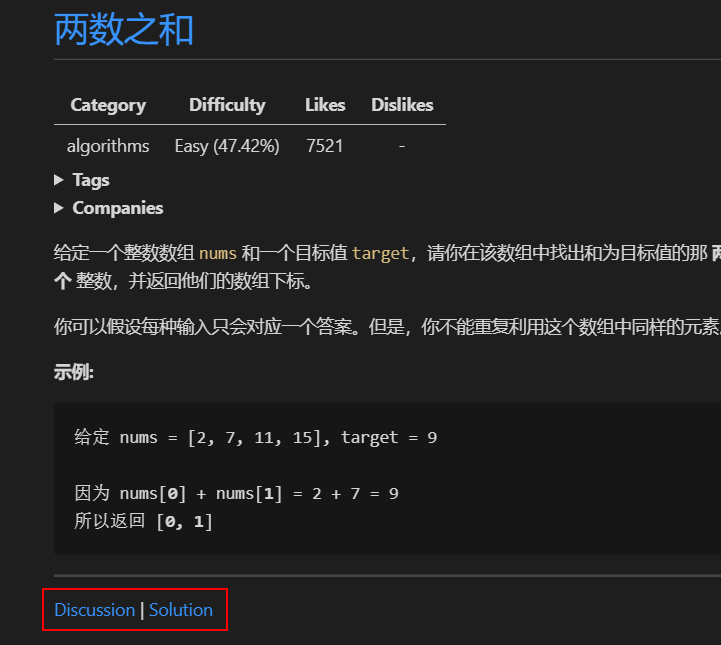 两数之和
Category Difficulty Likes Dislikes
algorithms Easy (47.42%) 7521 -
Tags
Companies
给定一个整数数组 nums 和一个目标值 target，请你在该数组中找出和为目标值的那
个 整数，并返回他们的数组下标。
你可以假设每种输入只会对应一个答案。但是，你不能重复利用这个数组中同样的元素
示例:
给定 nums = [2, 7, 11, 15], target = 9
因为 nums[0] + nums[1] = 2 + 7 = 9
所以返回 [0, 1]
Discussion | Solution